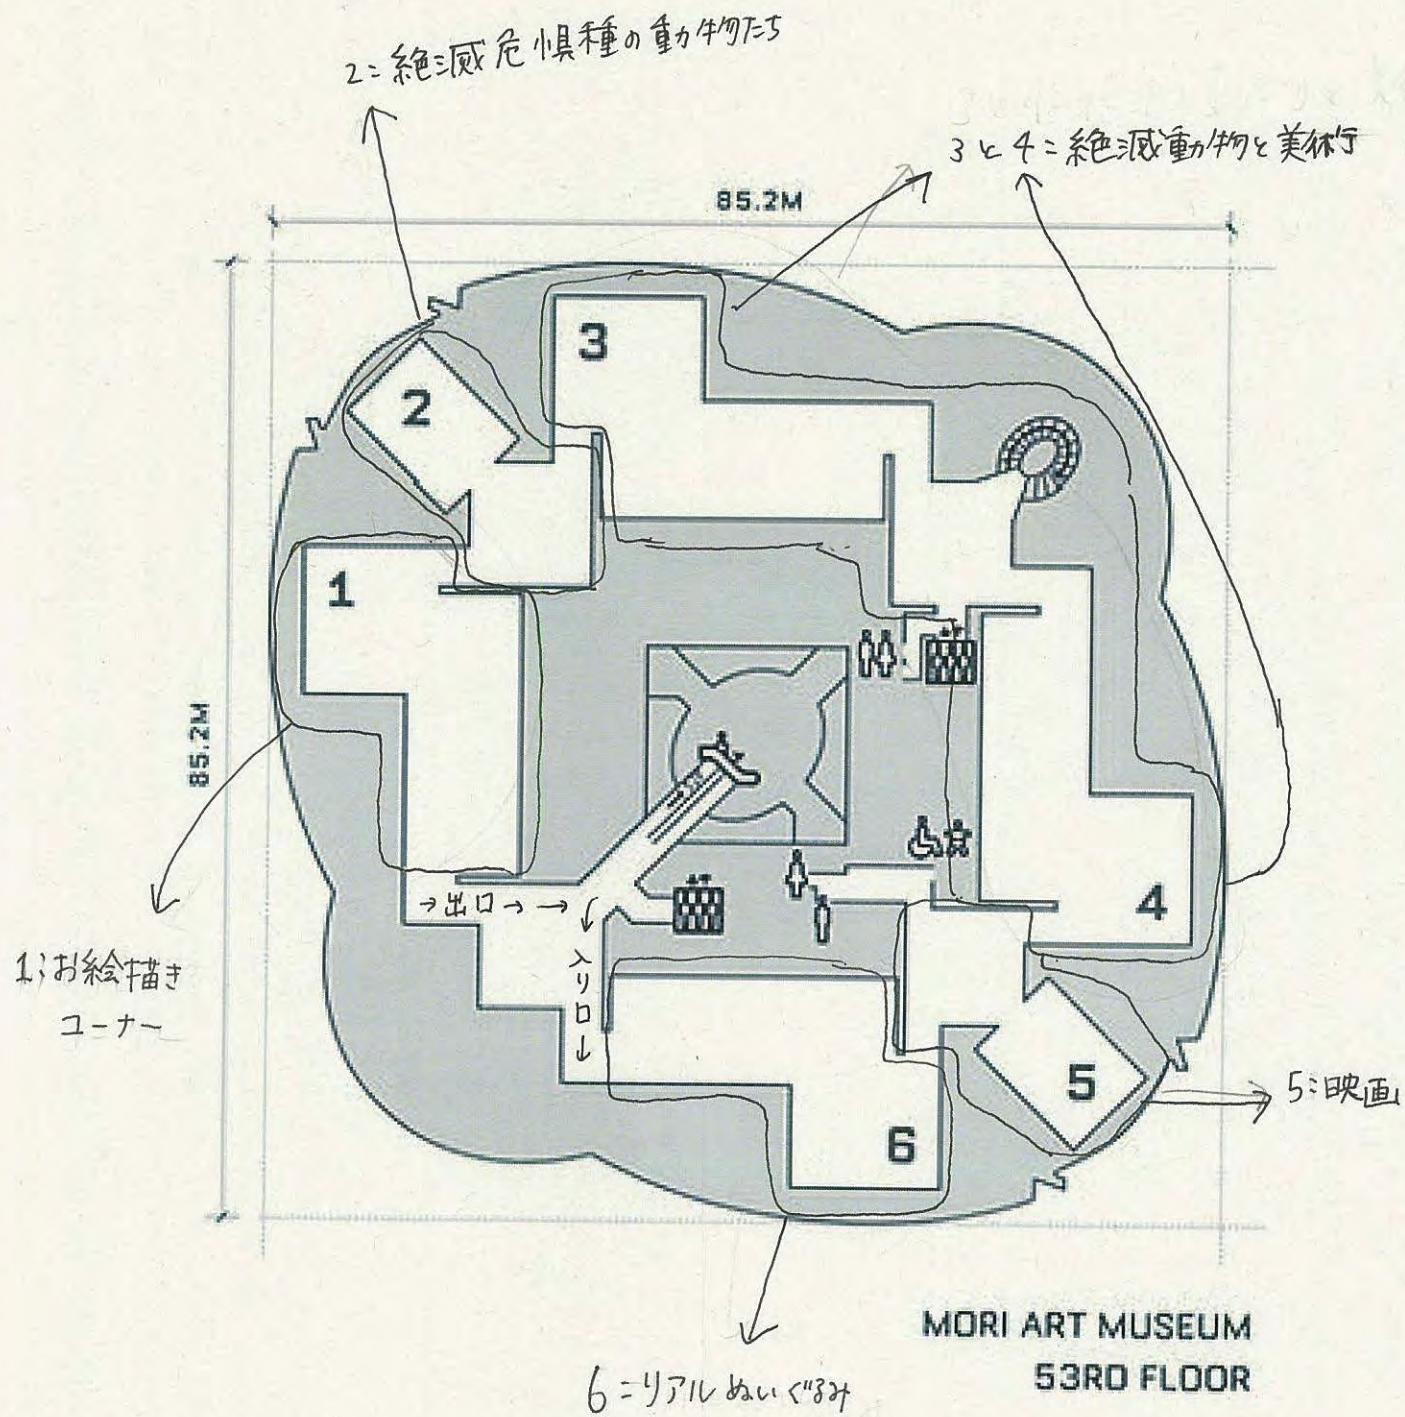 2=絶滅危惧種の動物たち
3と4=絶滅動物と美術
85.2M
85.2M
3
2
1
4
→出口→→
入り口↓
5
6
1;お絵描き
コーナー
5=映画
6=リアルぬいぐるみ
MORI ART MUSEUM
53RD FLOOR